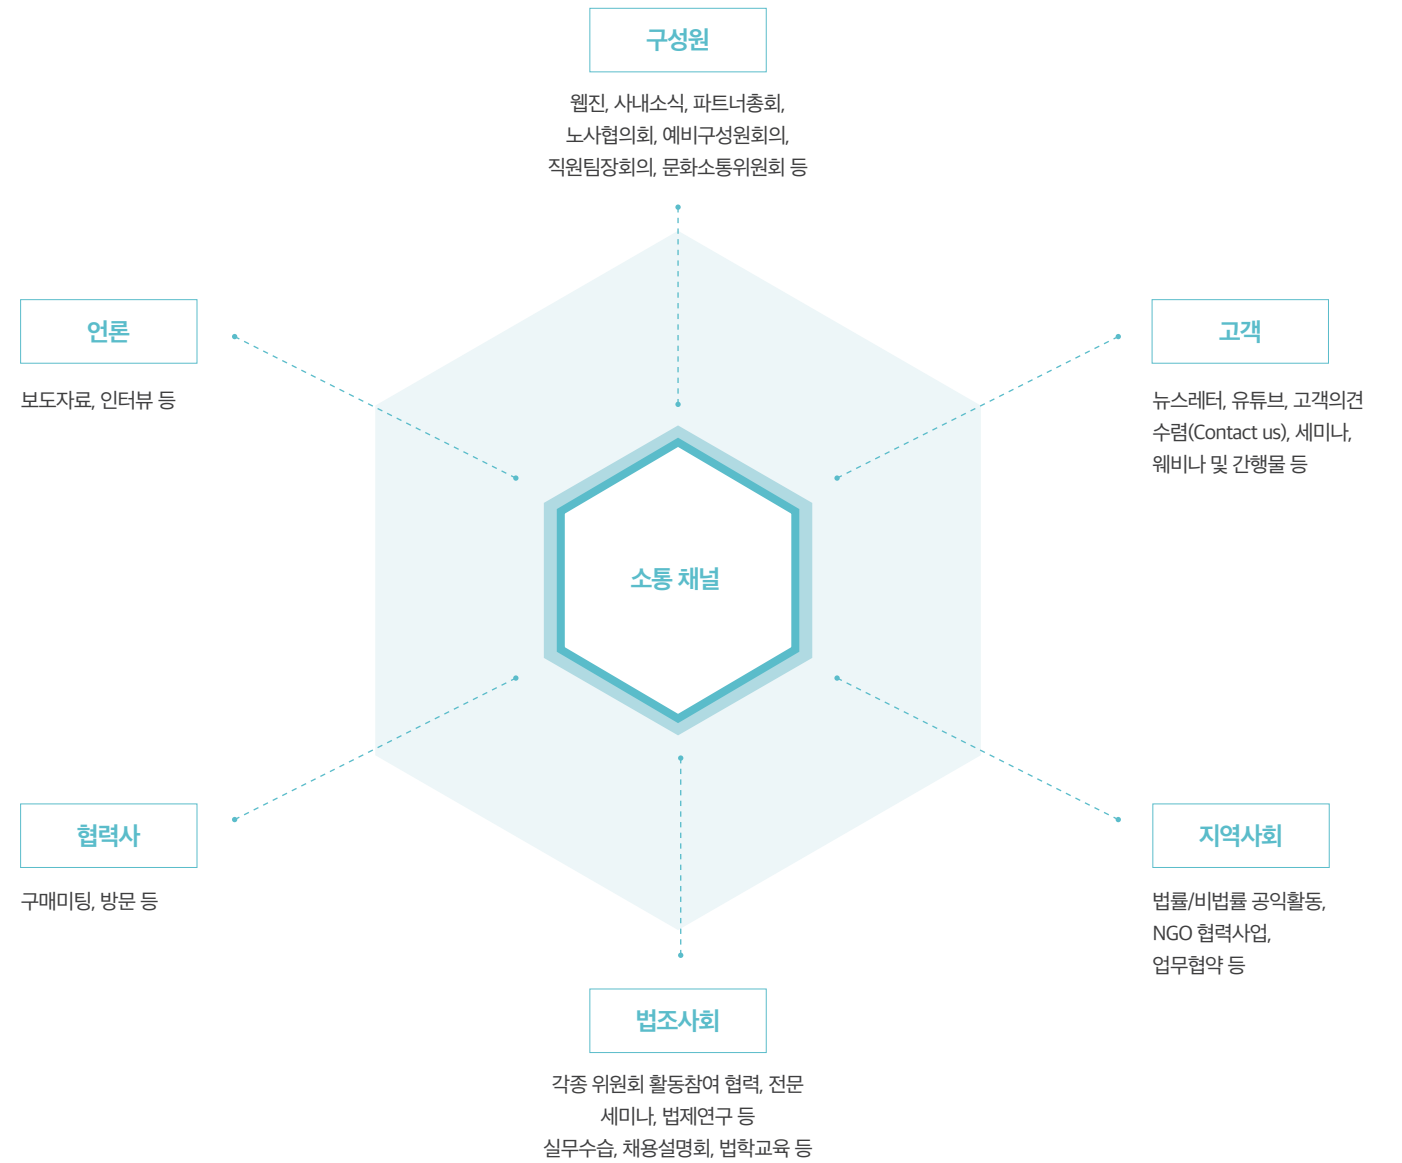 구성원
웹진, 사내소식, 파트너총회,
노사협의회, 예비구성원회의,
직원팀장회의, 문화소통위원회 등
언론
보도자료, 인터뷰 등
고객
뉴스레터, 유튜브, 고객의견
수렴(Contact us), 세미나,
웨비나 및 간행물 등
소통 채널
협력사
구매미팅, 방문 등
지역사회
법률/비법률 공익활동,
NGO 협력사업,
업무협약 등
법조사회
각종 위원회 활동참여 협력, 전문
세미나, 법제연구 등
실무수습, 채용설명회, 법학교육 등